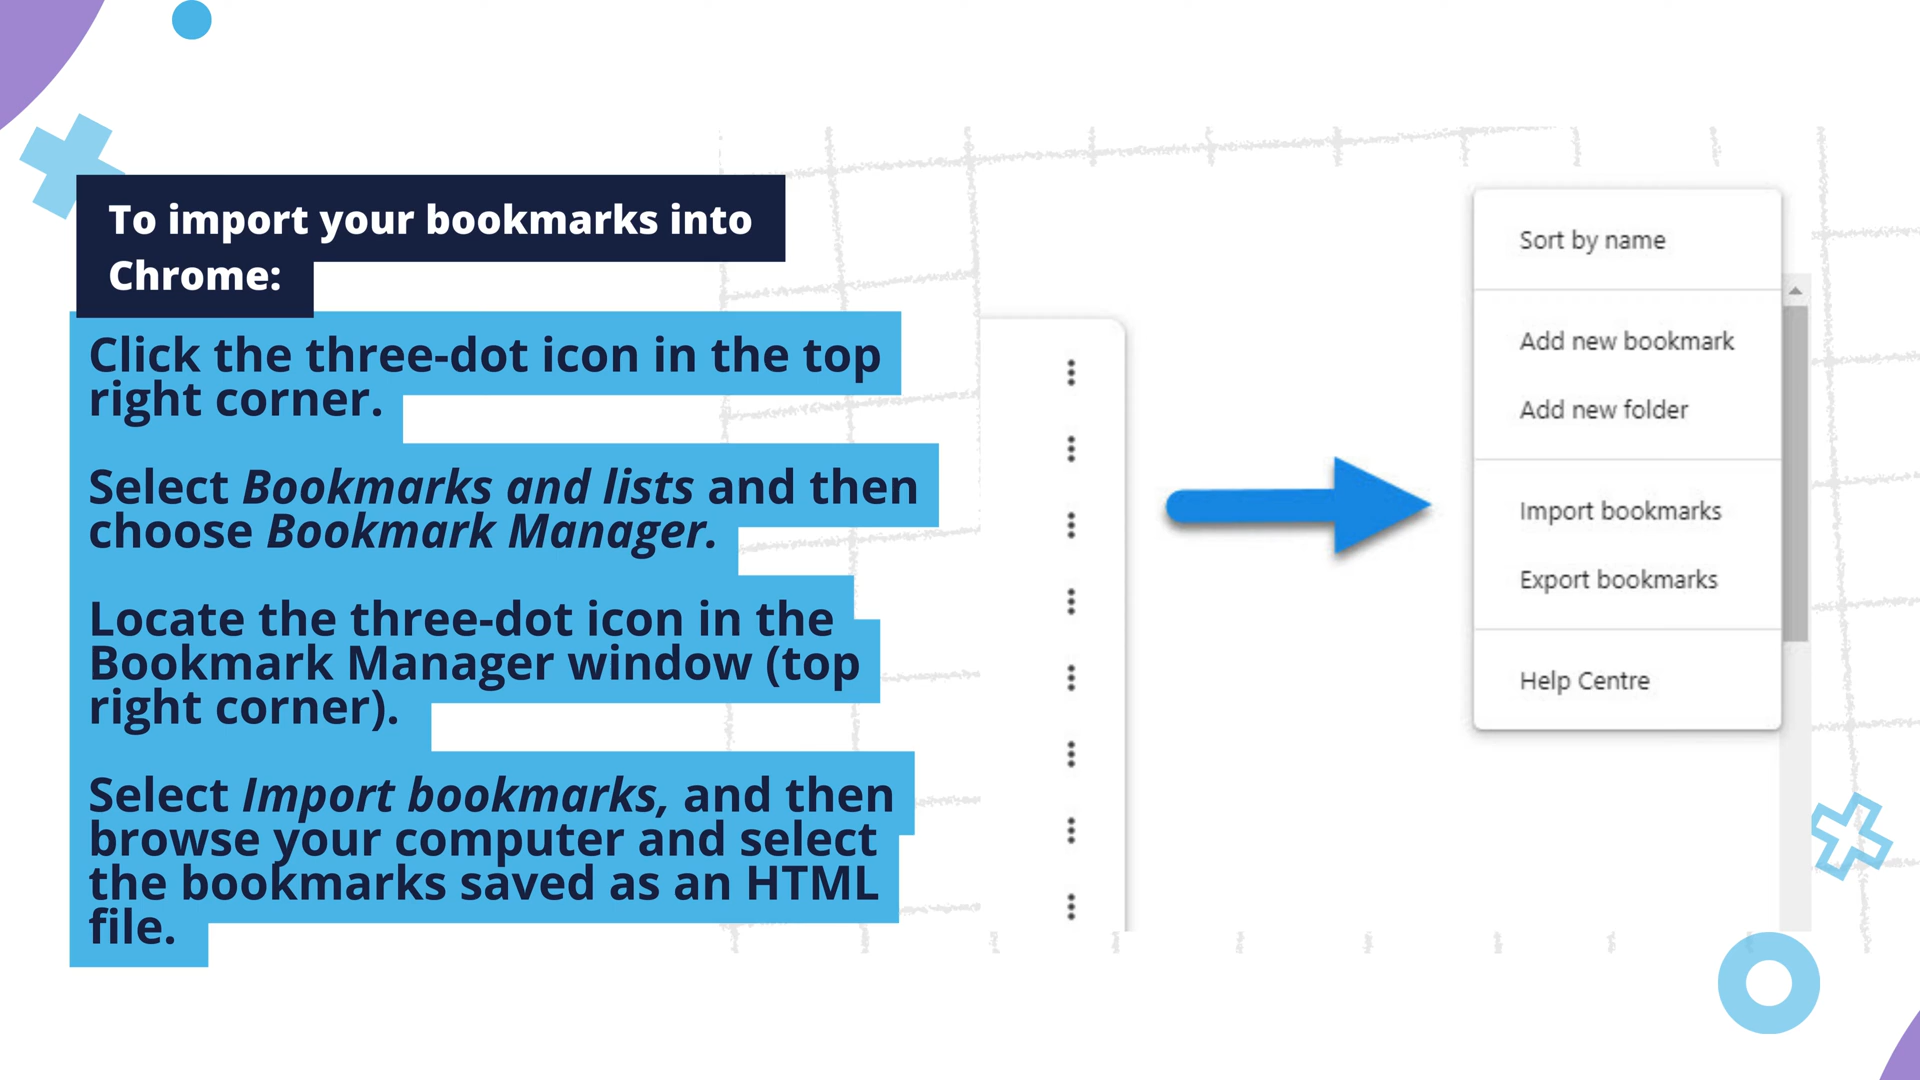 To import your bookmarks into
Chrome:
Click the three-dot icon in the top
right corner.
Select Bookmarks and lists and then
choose Bookmark Manager.
Locate the three-dot icon in the
Bookmark Manager window (top
right corner).
Select Import bookmarks, and then
browse your computer and select
the bookmarks saved as an HTML
file.
Sort by name
Add new bookmark
Add new folder
Import bookmarks
Export bookmarks
Help Centre